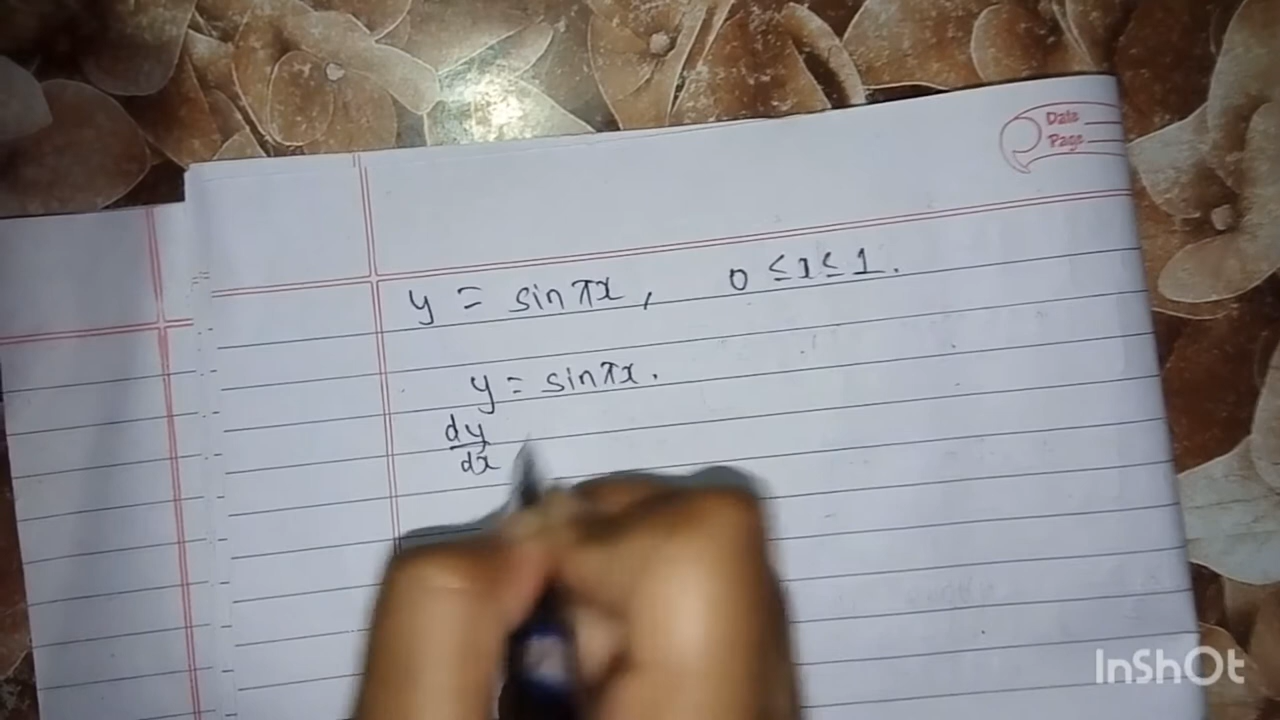 Date
Page
y = sin πx, 0 ≤ x ≤ 1.
y = sin πx.
dy
dx
InShOt